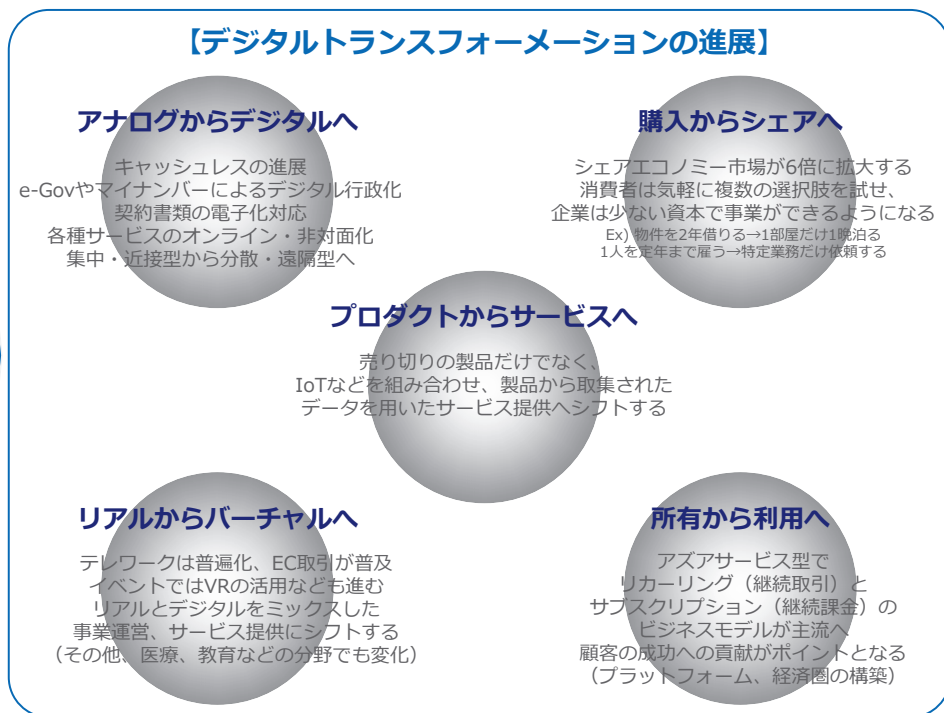 【デジタルトランスフォーメーションの進展】
アナログからデジタルへ
キャッシュレスの進展
e-Govやマイナンバーによるデジタル行政化
契約書類の電子化対応
各種サービスのオンライン・非対面化
集中・近接型から分散・遠隔型へ
購入からシェアへ
シェアエコノミー市場が6倍に拡大する
消費者は気軽に複数の選択肢を試せ、
企業は少ない資本で事業ができるようになる
Ex) 物件を2年借りる→1部屋だけ1晩泊る
1人を定年まで雇う→特定業務だけ依頼する
プロダクトからサービスへ
売り切りの製品だけでなく、
IoTなどを組み合わせ、製品から取集された
データを用いたサービス提供へシフトする
リアルからバーチャルへ
テレワークは普遍化、EC取引が普及
イベントではVRの活用なども進む
リアルとデジタルをミックスした
事業運営、サービス提供にシフトする
（その他、医療、教育などの分野でも変化）
所有から利用へ
アズアサービス型で
リカーリング（継続取引）と
サブスクリプション（継続課金）の
ビジネスモデルが主流へ
顧客の成功への貢献がポイントとなる
（プラットフォーム、経済圏の構築）